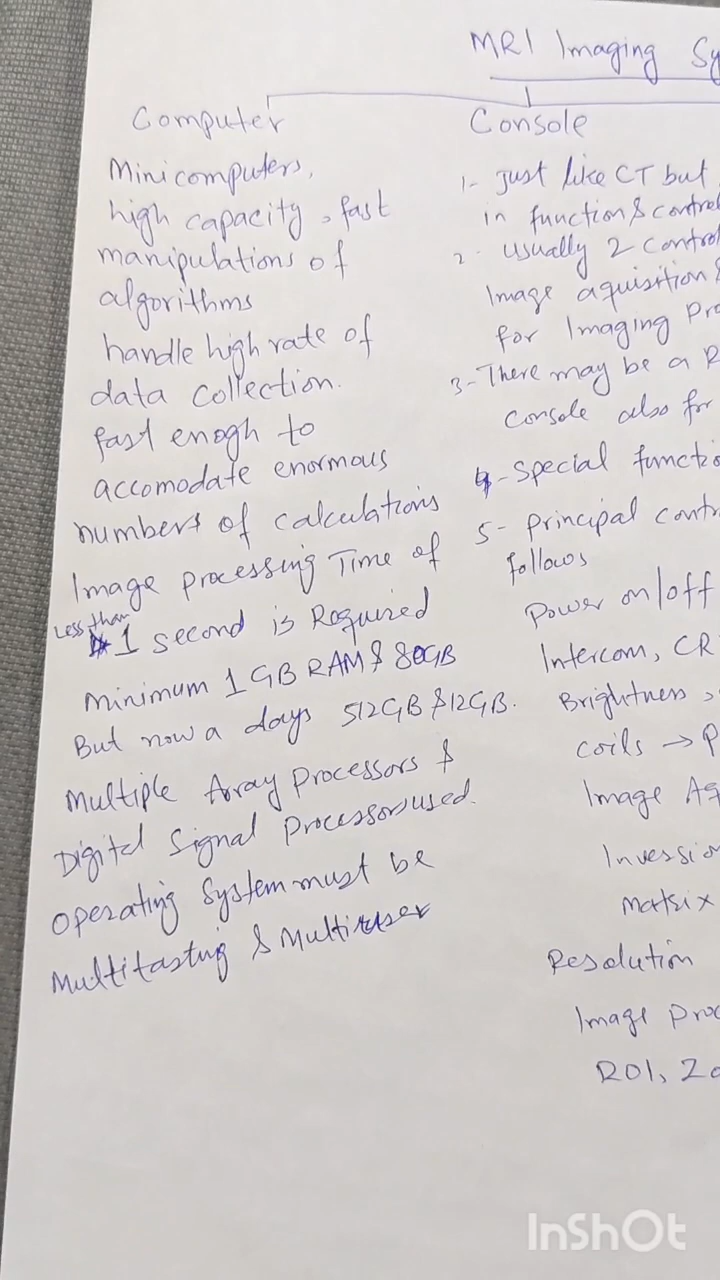 MRI Imaging Sy
Computer
Minicomputers,
high capacity, fast
manipulations of
algorithms
handle high rate of
data collection.
fast enogh to
accomodate enormous
numbers of calculations
Image processing Time of
Less than
1 second is Required
Minimum 1 GB RAM & 80GB
But now a days 512GB & 12GB.
Multiple Array Processors &
Digital Signal Processors used.
Operating System must be
Multitasting & Multiuser
Console
1- Just like CT but
in function & control
2- usually 2 control
Image aquisition &
for Imaging Pro
3- There may be a R
Console also for
4- Special functio
5- principal contr
follows
Power on/off
Intercom, CR
Brightness,
coils → P
Image Aq
Inversio
Matrix
Resolution
Image Proc
ROI, Zo
InShOt